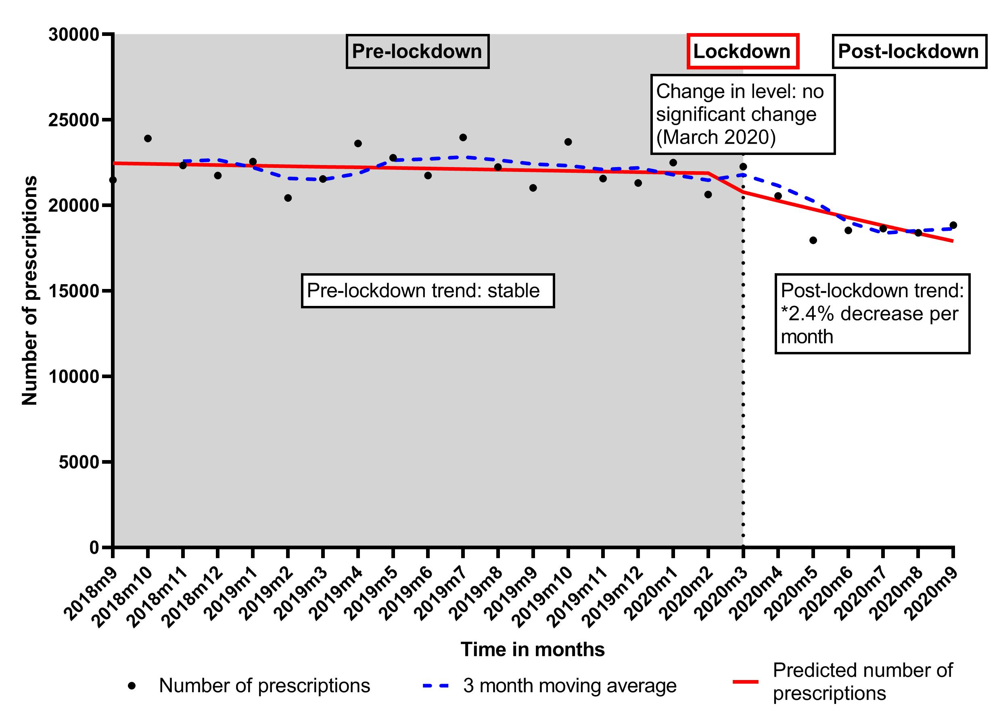 30000
25000
20000
15000
10000
5000
0
Number of prescriptions
Pre-lockdown
Lockdown
Post-lockdown
Change in level: no
significant change
(March 2020)
Pre-lockdown trend: stable
Post-lockdown trend:
*2.4% decrease per
month
2018m9
2018m10
2018m11
2018m12
2019m1
2019m2
2019m3
2019m4
2019m5
2019m6
2019m7
2019m8
2019m9
2019m10
2019m11
2019m12
2020m1
2020m2
2020m3
2020m4
2020m5
2020m6
2020m7
2020m8
2020m9
Time in months
Number of prescriptions
3 month moving average
Predicted number of
prescriptions